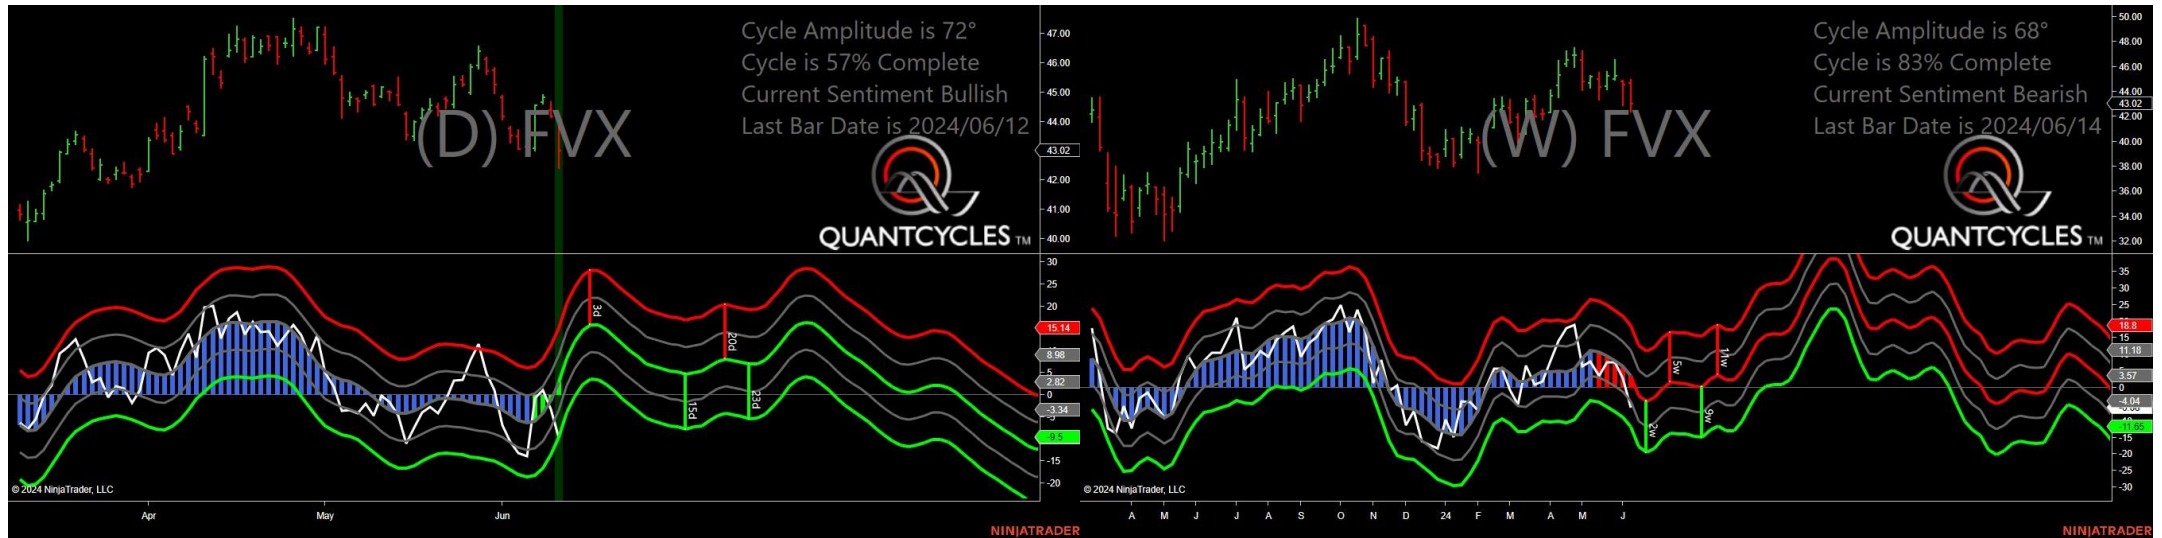 Cycle Amplitude is 72°
Cycle is 57% Complete
Current Sentiment Bullish
Last Bar Date is 2024/06/12
(D) FVX
QUANTCYCLES TM
47.00
46.00
45.00
44.00
43.02
42.00
41.00
40.00
30
25
20
15.14
8.98
2.82
0
-3.34
-9.5
-15
-20
3d
20d
15d
23d
© 2024 NinjaTrader, LLC
Apr May Jun
NINJATRADER
Cycle Amplitude is 68°
Cycle is 83% Complete
Current Sentiment Bearish
Last Bar Date is 2024/06/14
(W) FVX
QUANTCYCLES TM
50.00
48.00
46.00
44.00
43.02
42.00
40.00
38.00
36.00
34.00
32.00
35
30
25
18.8
15
11.18
3.57
0
-4.04
-11.65
-15
-20
-25
-30
5w
11w
2w
9w
© 2024 NinjaTrader, LLC
A M J J A S O N D 24 F M A M J
NINJATRADER